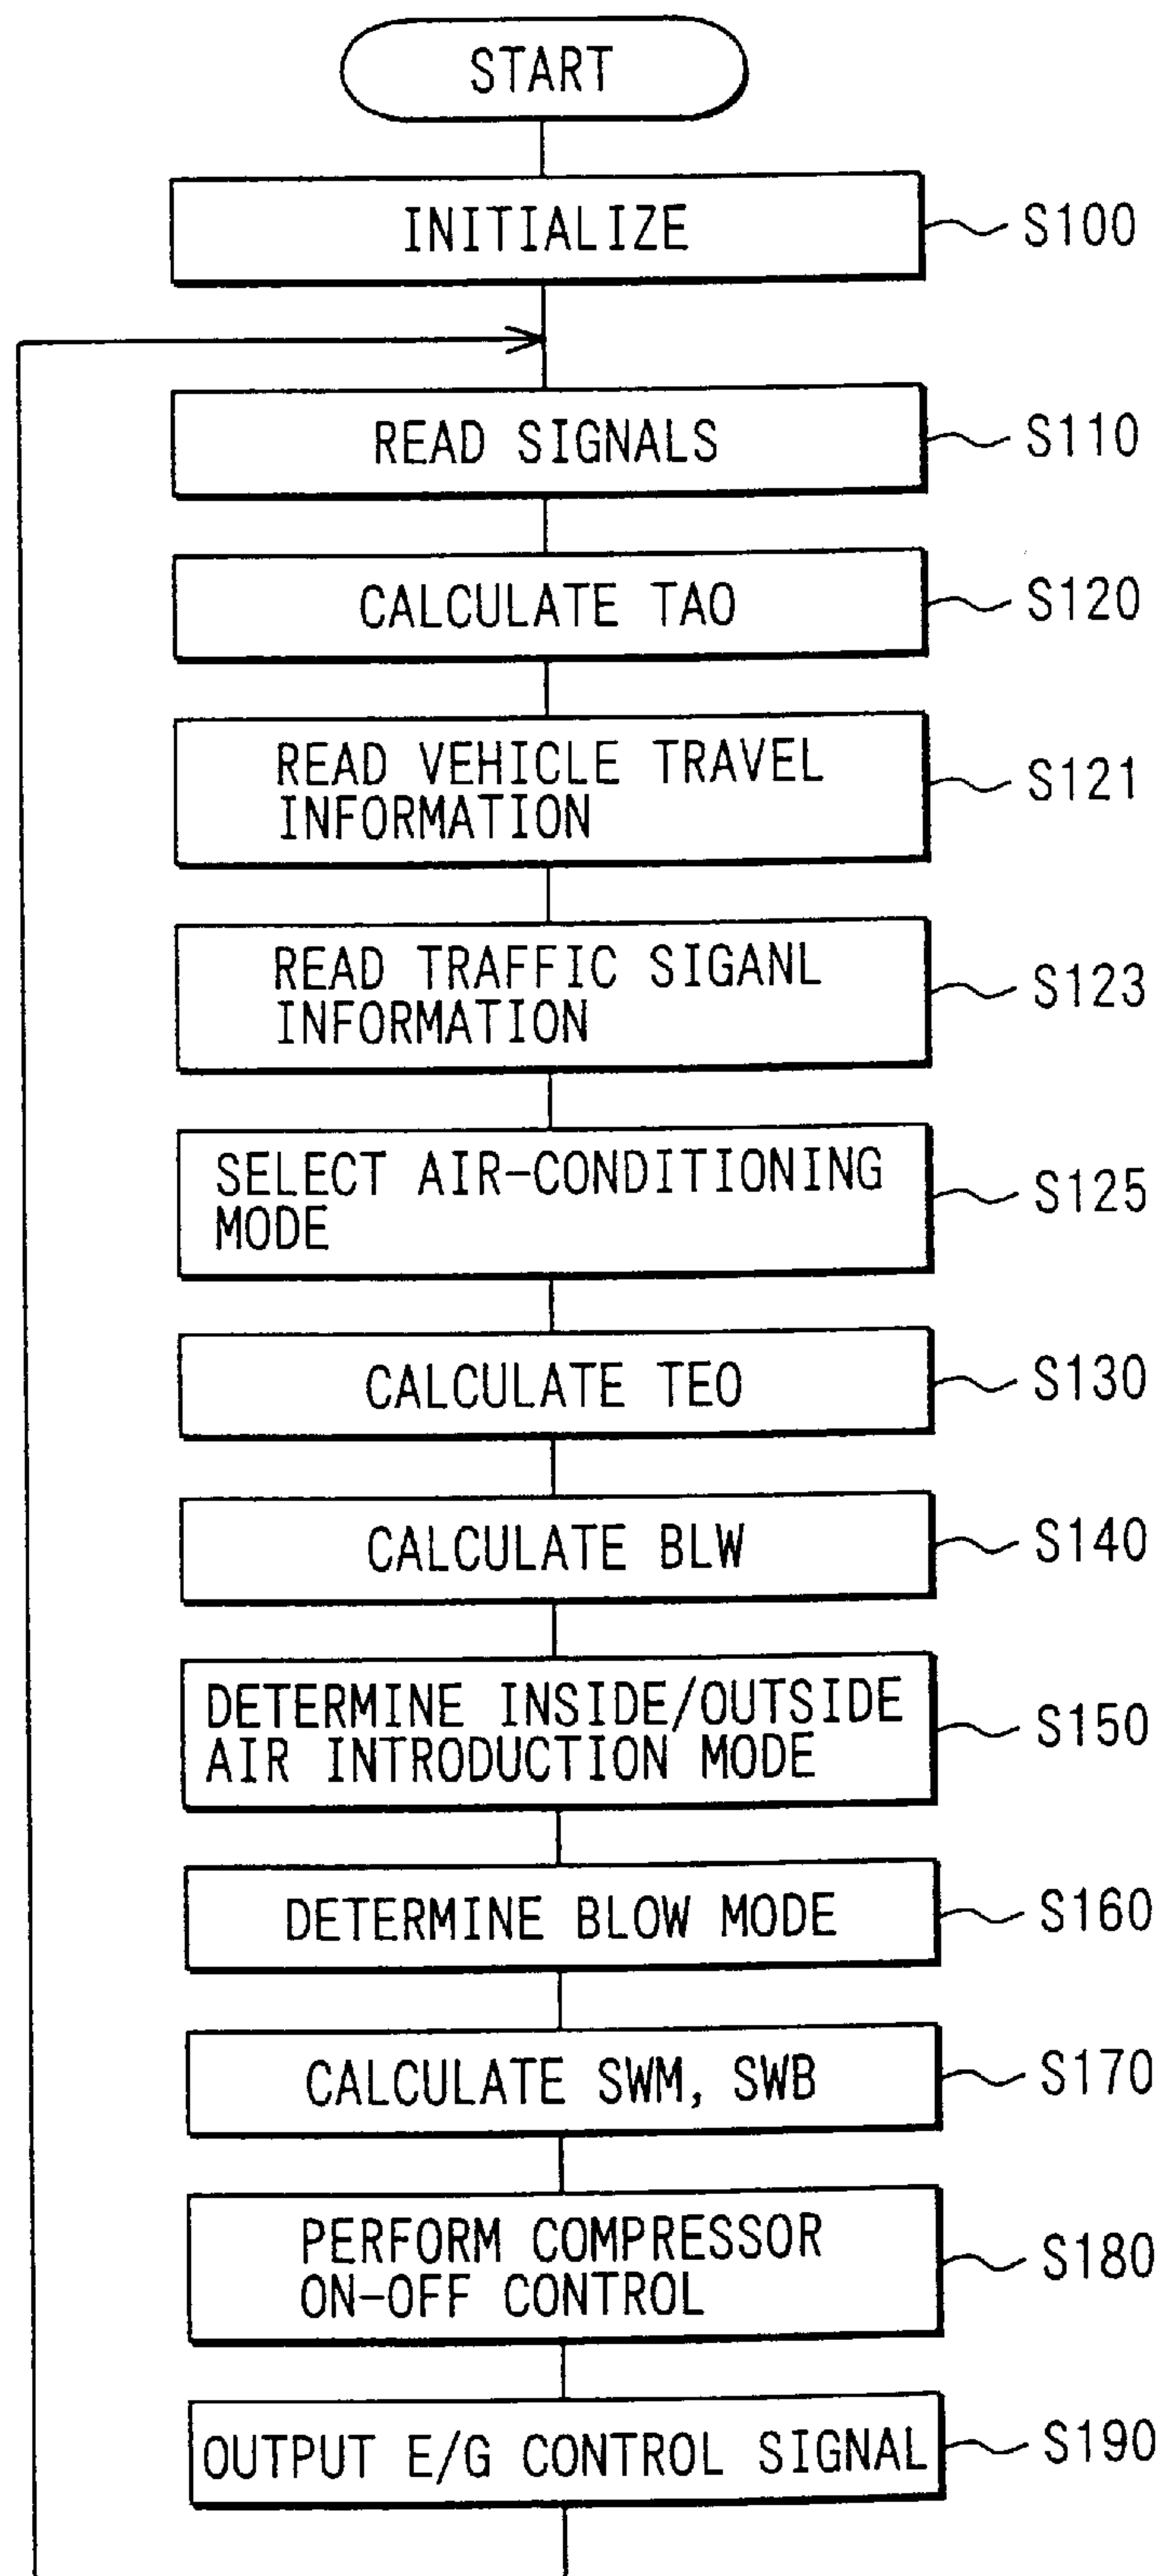 START
INITIALIZE
S100
READ SIGNALS
S110
CALCULATE TAO
S120
READ VEHICLE TRAVEL
INFORMATION
S121
READ TRAFFIC SIGANL
INFORMATION
S123
SELECT AIR-CONDITIONING
MODE
S125
CALCULATE TEO
S130
CALCULATE BLW
S140
DETERMINE INSIDE/OUTSIDE
AIR INTRODUCTION MODE
S150
DETERMINE BLOW MODE
S160
CALCULATE SWM, SWB
S170
PERFORM COMPRESSOR
ON-OFF CONTROL
S180
OUTPUT E/G CONTROL SIGNAL
S190